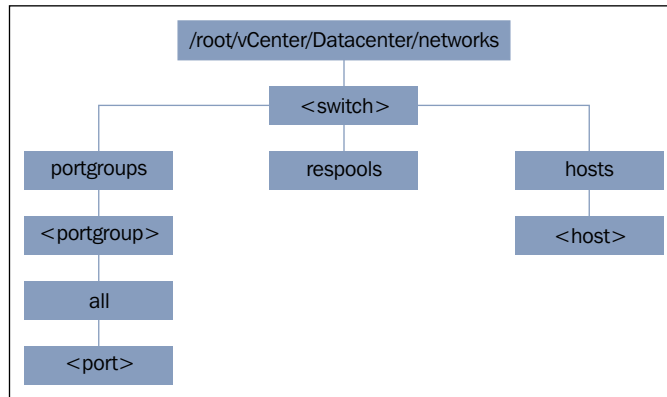 /root/vCenter/Datacenter/networks
<switch>
portgroups
respools
hosts
<portgroup>
<host>
all
<port>